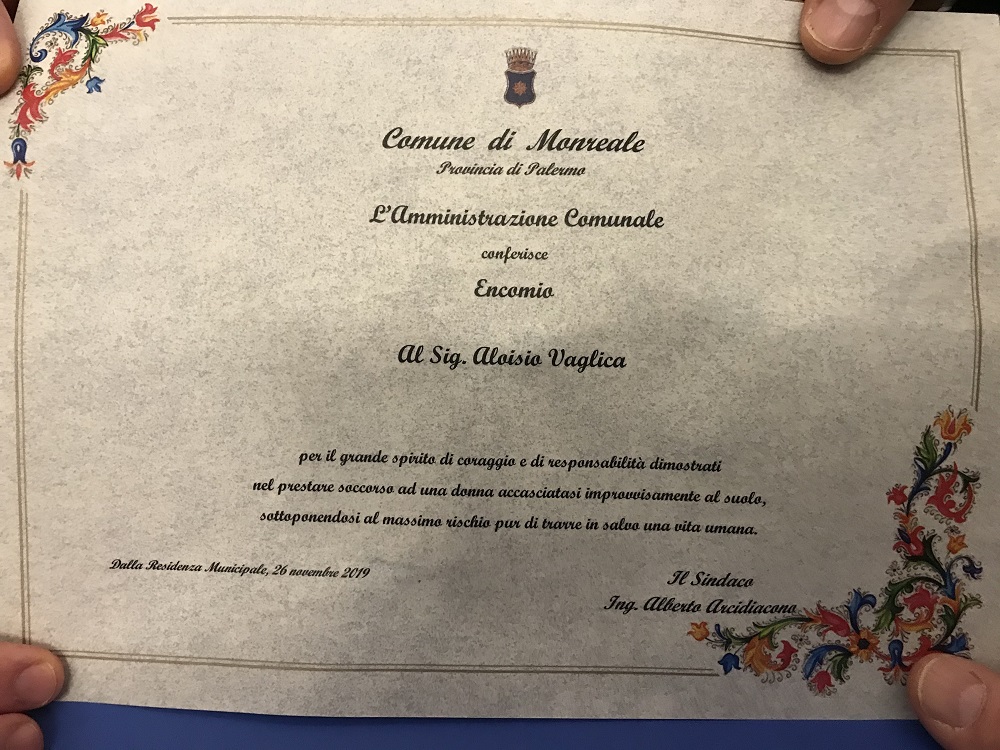 Comune di Monreale
Provincia di Palermo
L'Amministrazione Comunale
conferisce
Encomio
Al Sig. Aloisio Vaglica
per il grande spirito di coraggio e di responsabilità dimostrati
nel prestare soccorso ad una donna accasciatasi improvvisamente al suolo,
sottoponendosi al massimo rischio pur di trarre in salvo una vita umana.
Dalla Residenza Municipale, 26 novembre 2019
Il Sindaco
Ing. Alberto Arcidiacono